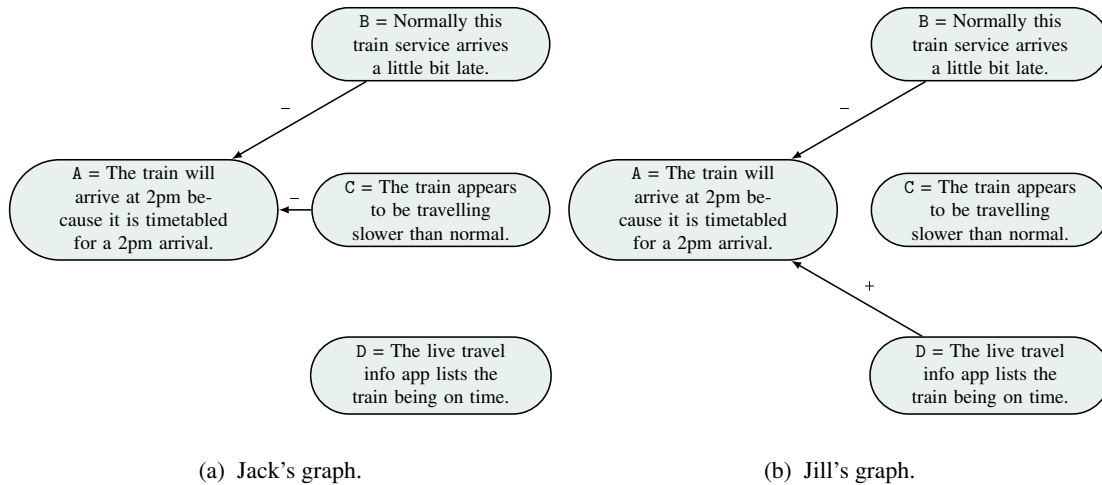 B = Normally this
train service arrives
a little bit late.
–
A = The train will
arrive at 2pm be-
cause it is timetabled
for a 2pm arrival.
–
C = The train appears
to be travelling
slower than normal.
D = The live travel
info app lists the
train being on time.
(a) Jack's graph.
B = Normally this
train service arrives
a little bit late.
–
A = The train will
arrive at 2pm be-
cause it is timetabled
for a 2pm arrival.
C = The train appears
to be travelling
slower than normal.
+
D = The live travel
info app lists the
train being on time.
(b) Jill's graph.